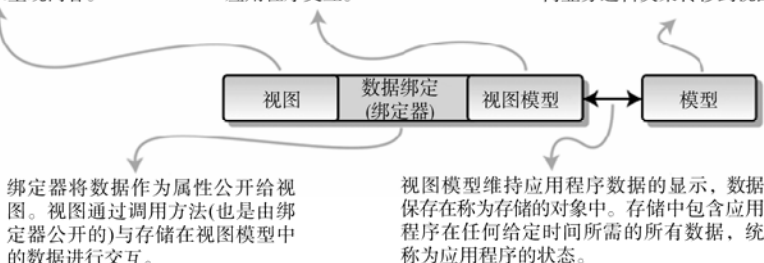 视图
数据绑定
(绑定器)
视图模型
模型
绑定器将数据作为属性公开给视
图。视图通过调用方法(也是由绑
定器公开的)与存储在视图模型中
的数据进行交互。
视图模型维持应用程序数据的显示，数据
保存在称为存储的对象中。存储中包含应用
程序在任何给定时间所需的所有数据，统
称为应用程序的状态。